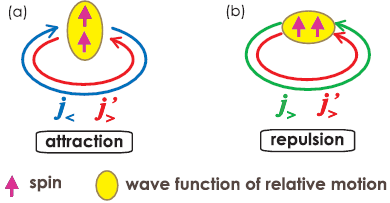 (a)
(b)
j< j'>
j> j'>
attraction
repulsion
spin
wave function of relative motion